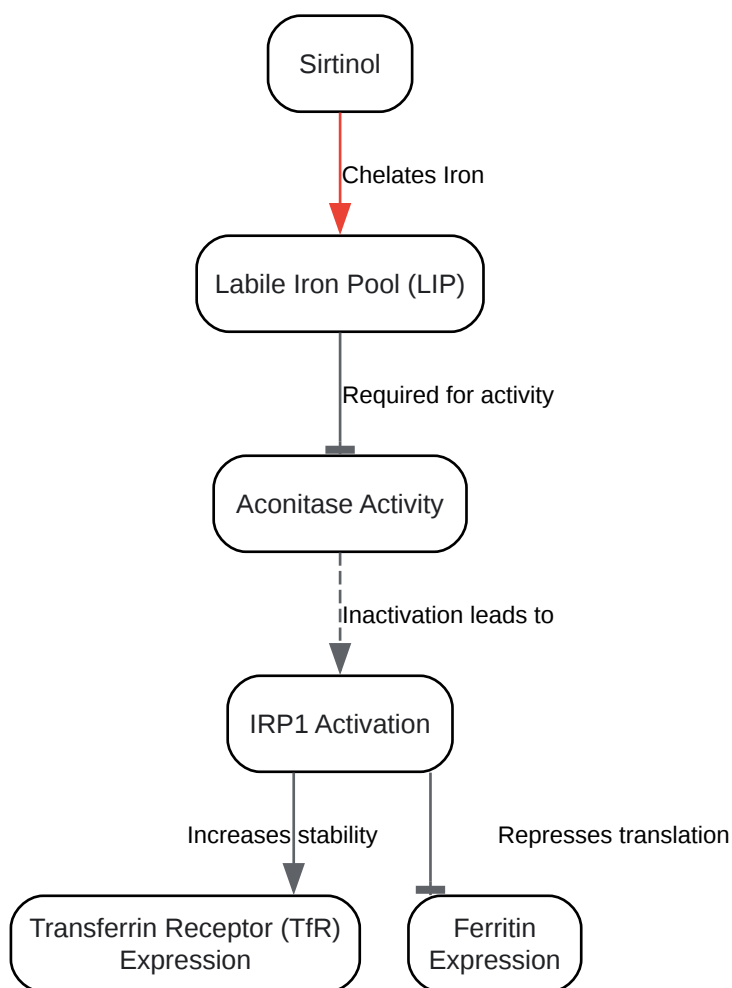 Sirtinol
Chelates Iron
Labile Iron Pool (LIP)
Required for activity
Aconitase Activity
Inactivation leads to
IRP1 Activation
Increases stability
Represses translation
Transferrin Receptor (TfR)
Expression
Ferritin
Expression